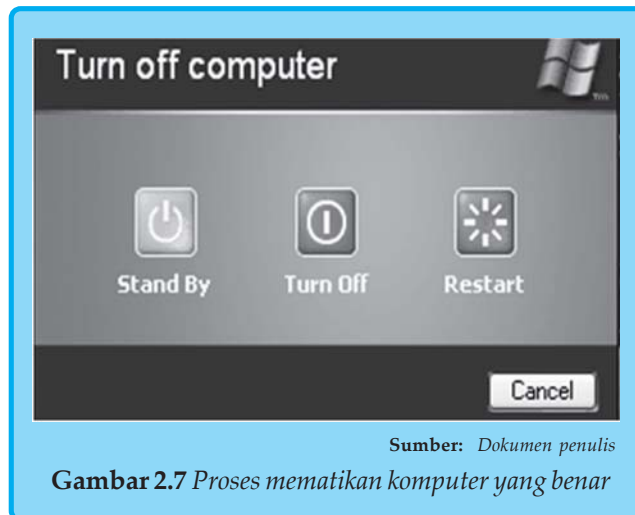 Turn off computer
Stand By
Turn Off
Restart
Cancel
Sumber: Dokumen penulis
Gambar 2.7 Proses mematikan komputer yang benar